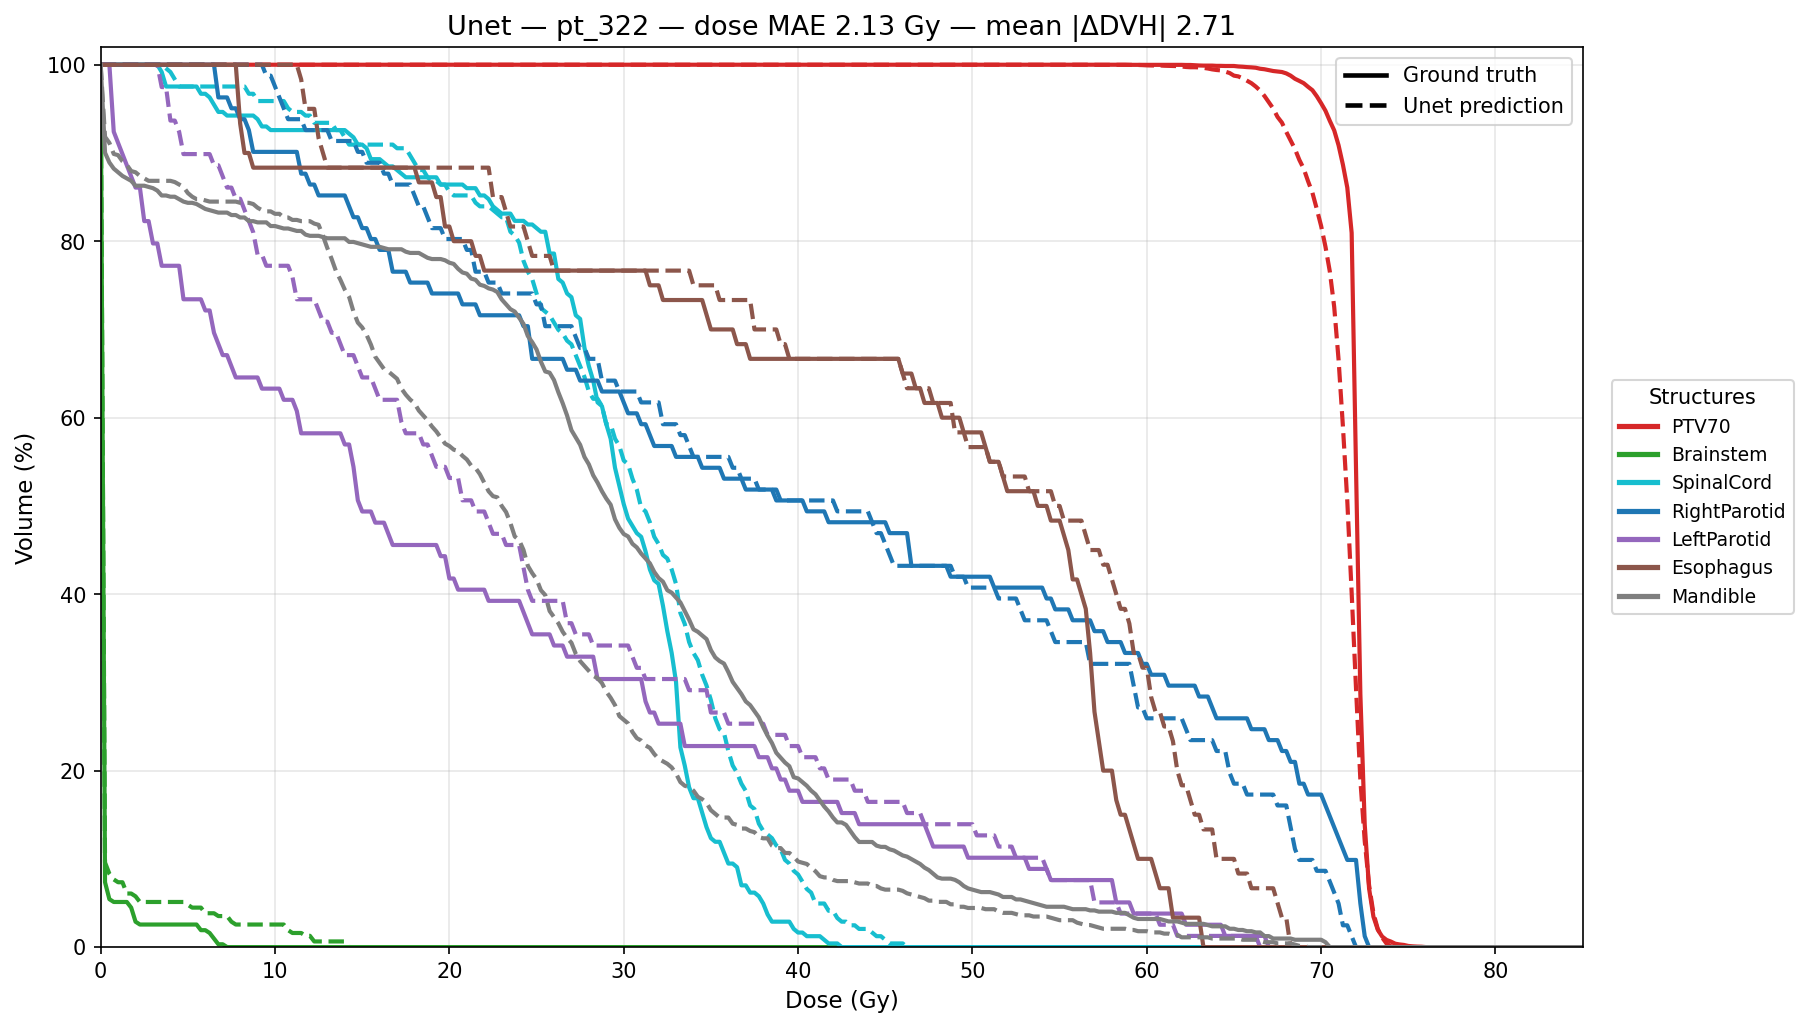 Unet — pt_322 — dose MAE 2.13 Gy — mean |ΔDVH| 2.71
Ground truth
Unet prediction
Volume (%)
100
80
60
40
20
0
0 10 20 30 40 50 60 70 80
Dose (Gy)
Structures
PTV70
Brainstem
SpinalCord
RightParotid
LeftParotid
Esophagus
Mandible